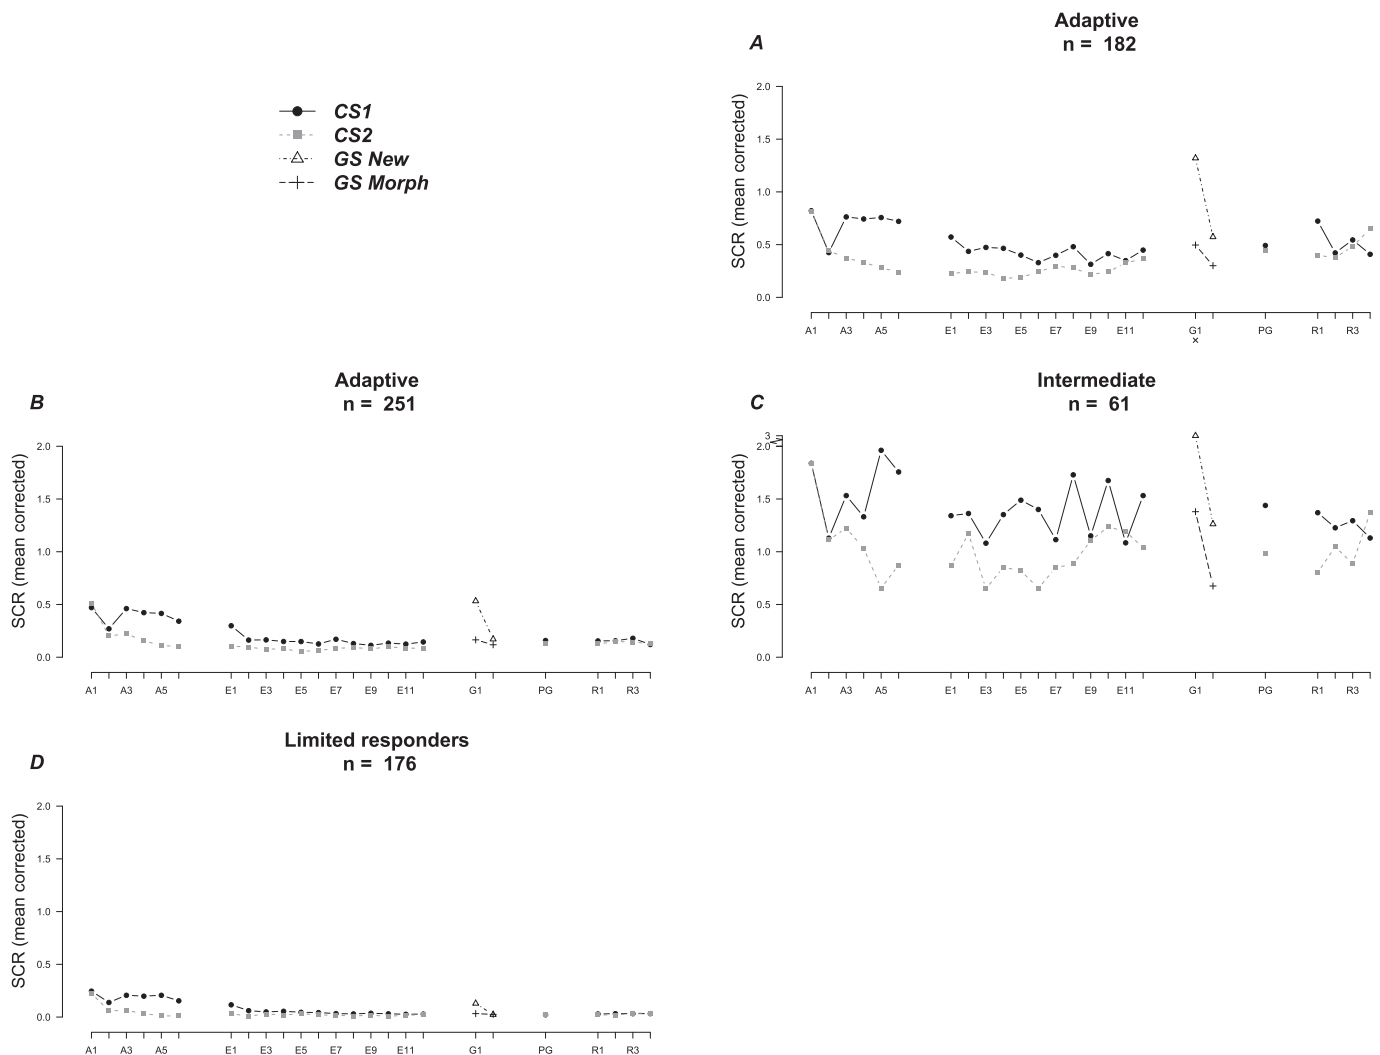 CS1
CS2
GS New
GS Morph
A
Adaptive
n = 182
SCR (mean corrected)
2.0
1.5
1.0
0.5
0.0
A1 A3 A5 E1 E3 E5 E7 E9 E11 G1 PG R1 R3
×
B
Adaptive
n = 251
SCR (mean corrected)
2.0
1.5
1.0
0.5
0.0
A1 A3 A5 E1 E3 E5 E7 E9 E11 G1 PG R1 R3
C
Intermediate
n = 61
SCR (mean corrected)
3
2.0
1.5
1.0
0.5
0.0
A1 A3 A5 E1 E3 E5 E7 E9 E11 G1 PG R1 R3
D
Limited responders
n = 176
SCR (mean corrected)
2.0
1.5
1.0
0.5
0.0
A1 A3 A5 E1 E3 E5 E7 E9 E11 G1 PG R1 R3